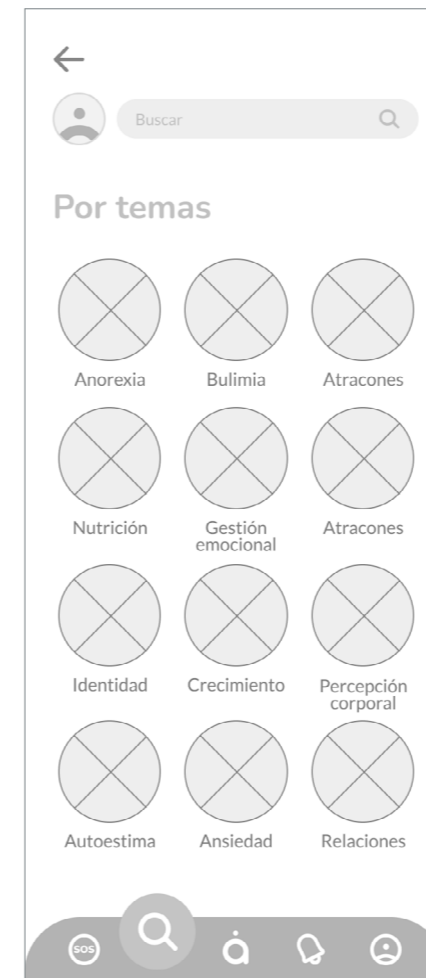 Buscar
Por temas
Anorexia Bulimia Atracones
Nutrición Gestión emocional Atracones
Identidad Crecimiento Percepción corporal
Autoestima Ansiedad Relaciones
SOS